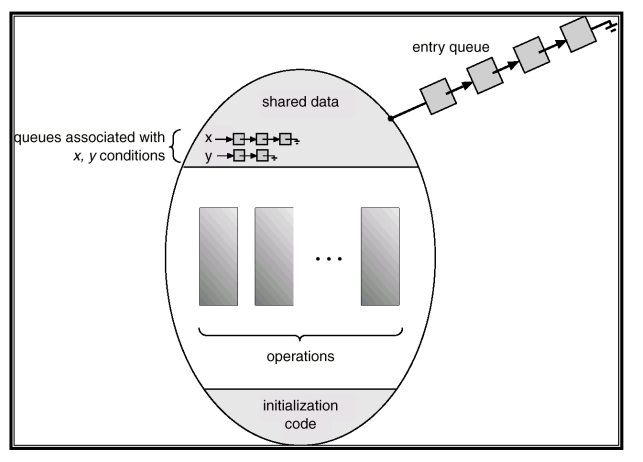 entry queue
shared data
queues associated with
x, y conditions
x
y
...
operations
initialization
code